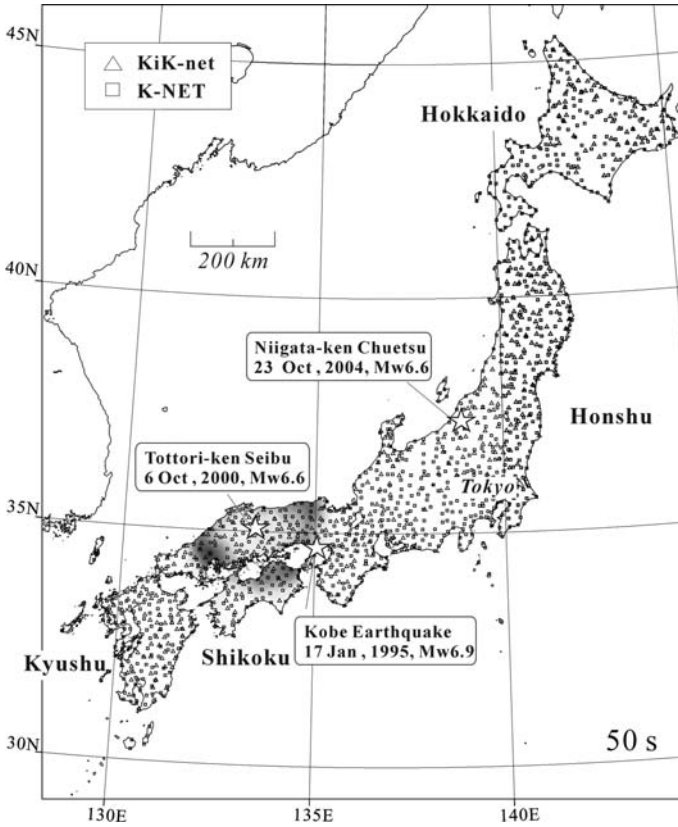 45N
KiK-net
K-NET
Hokkaido
200 km
40N
Niigata-ken Chuetsu
23 Oct , 2004, Mw6.6
Honshu
Tottori-ken Seibu
6 Oct , 2000, Mw6.6
Tokyo
35N
Kobe Earthquake
17 Jan , 1995, Mw6.9
Kyushu
Shikoku
30N
50 s
130E
135E
140E